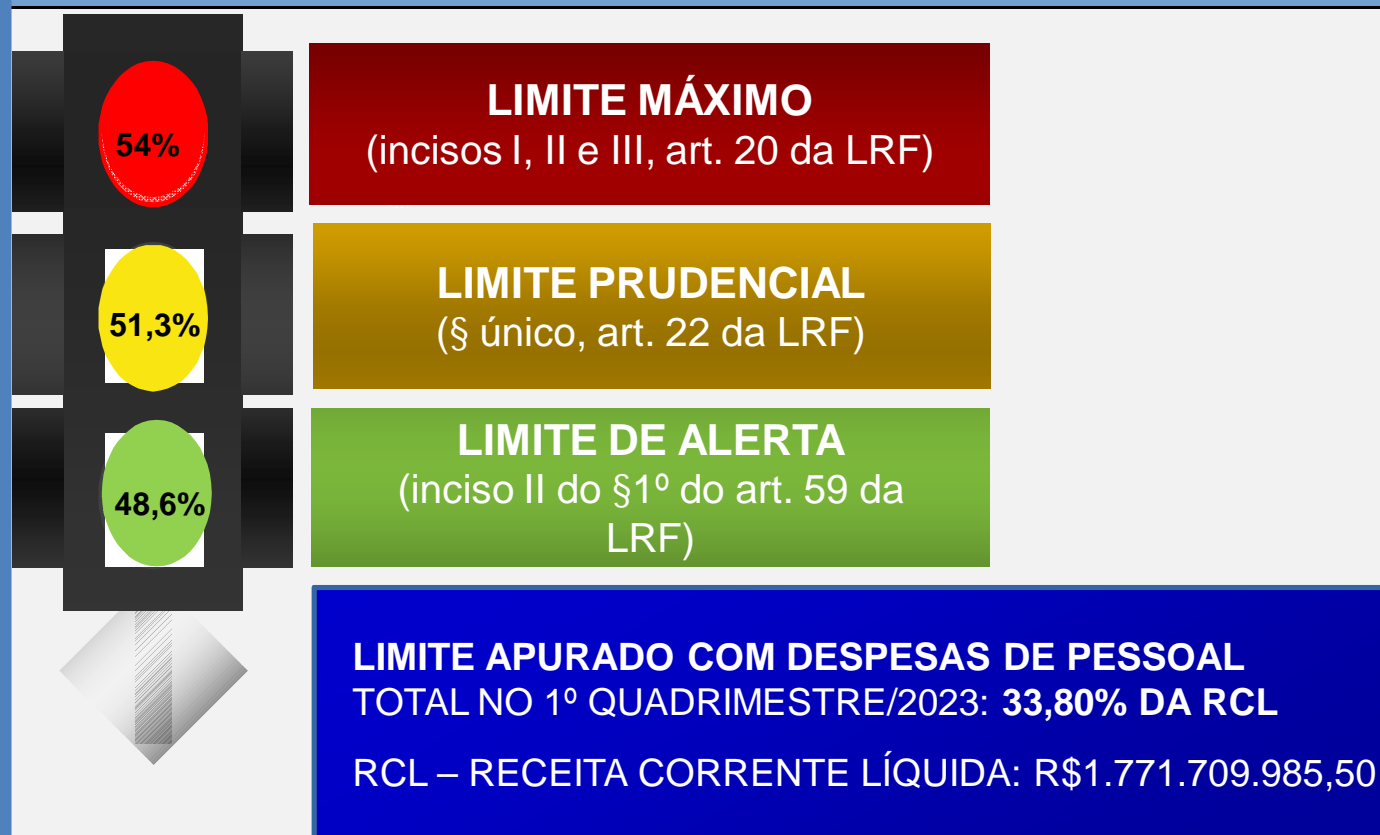 54%
LIMITE MÁXIMO
(incisos I, II e III, art. 20 da LRF)
51,3%
LIMITE PRUDENCIAL
(§ único, art. 22 da LRF)
48,6%
LIMITE DE ALERTA
(inciso II do §1º do art. 59 da
LRF)
LIMITE APURADO COM DESPESAS DE PESSOAL
TOTAL NO 1º QUADRIMESTRE/2023: 33,80% DA RCL
RCL – RECEITA CORRENTE LÍQUIDA: R$1.771.709.985,50